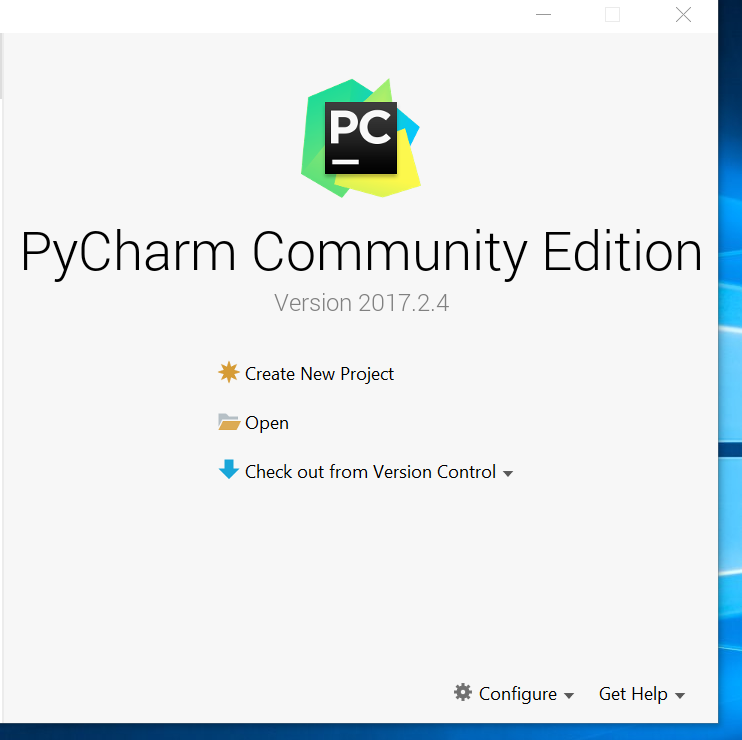 PC
PyCharm Community Edition
Version 2017.2.4
Create New Project
Open
Check out from Version Control
Configure
Get Help